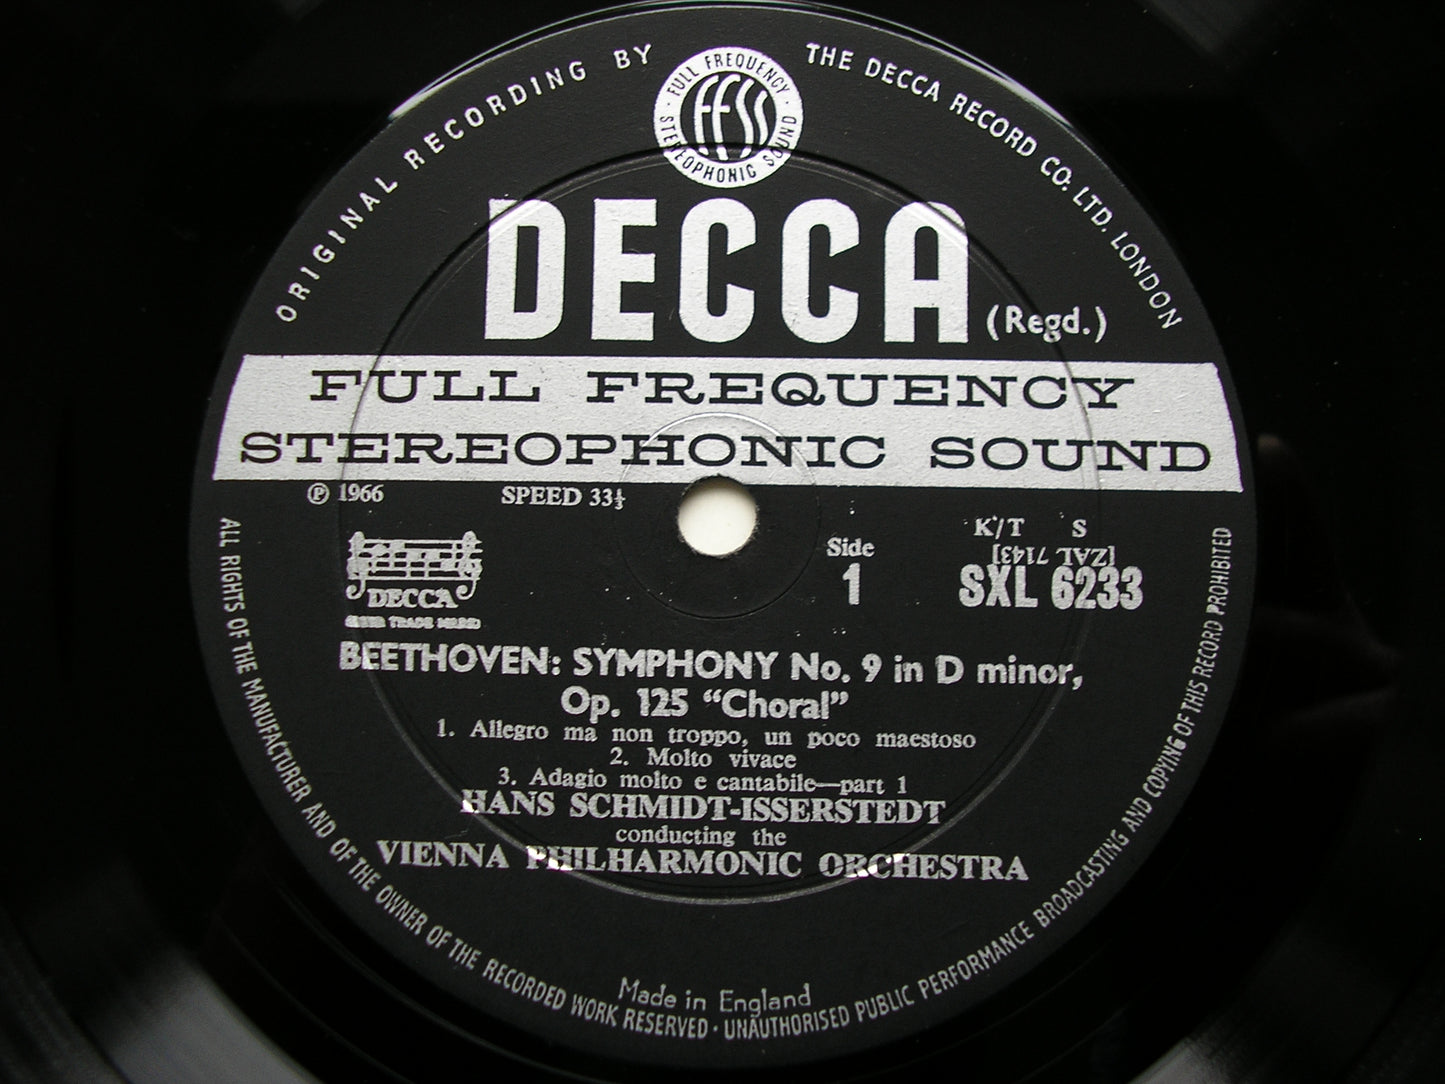 ORIGINAL RECORDING BY
THE DECCA RECORD CO. LTD. LONDON
FULL FREQUENCY
FFSS
STEREOPHONIC SOUND
DECCA
(Regd.)
FULL FREQUENCY
STEREOPHONIC SOUND
℗ 1966
SPEED 33⅓
K/T S
[ZAL 7143]
Side
1
SXL 6233
DECCA
BEETHOVEN: SYMPHONY No. 9 in D minor,
Op. 125 “Choral”
1. Allegro ma non troppo, un poco maestoso
2. Molto vivace
3. Adagio molto e cantabile—part 1
HANS SCHMIDT-ISSERSTEDT
conducting the
VIENNA PHILHARMONIC ORCHESTRA
Made in England
ALL RIGHTS OF THE MANUFACTURER AND OF THE OWNER OF THE RECORDED WORK RESERVED · UNAUTHORISED PUBLIC PERFORMANCE BROADCASTING AND COPYING OF THIS RECORD PROHIBITED